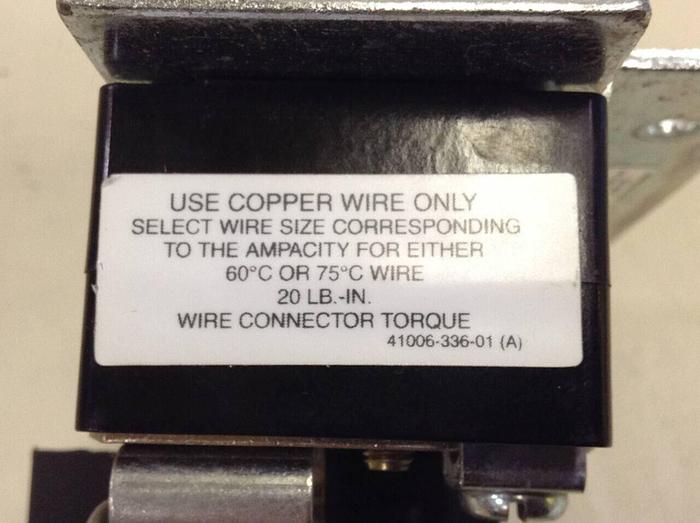 USE COPPER WIRE ONLY
SELECT WIRE SIZE CORRESPONDING
TO THE AMPACITY FOR EITHER
60°C OR 75°C WIRE
20 LB.-IN.
WIRE CONNECTOR TORQUE
41006-336-01 (A)